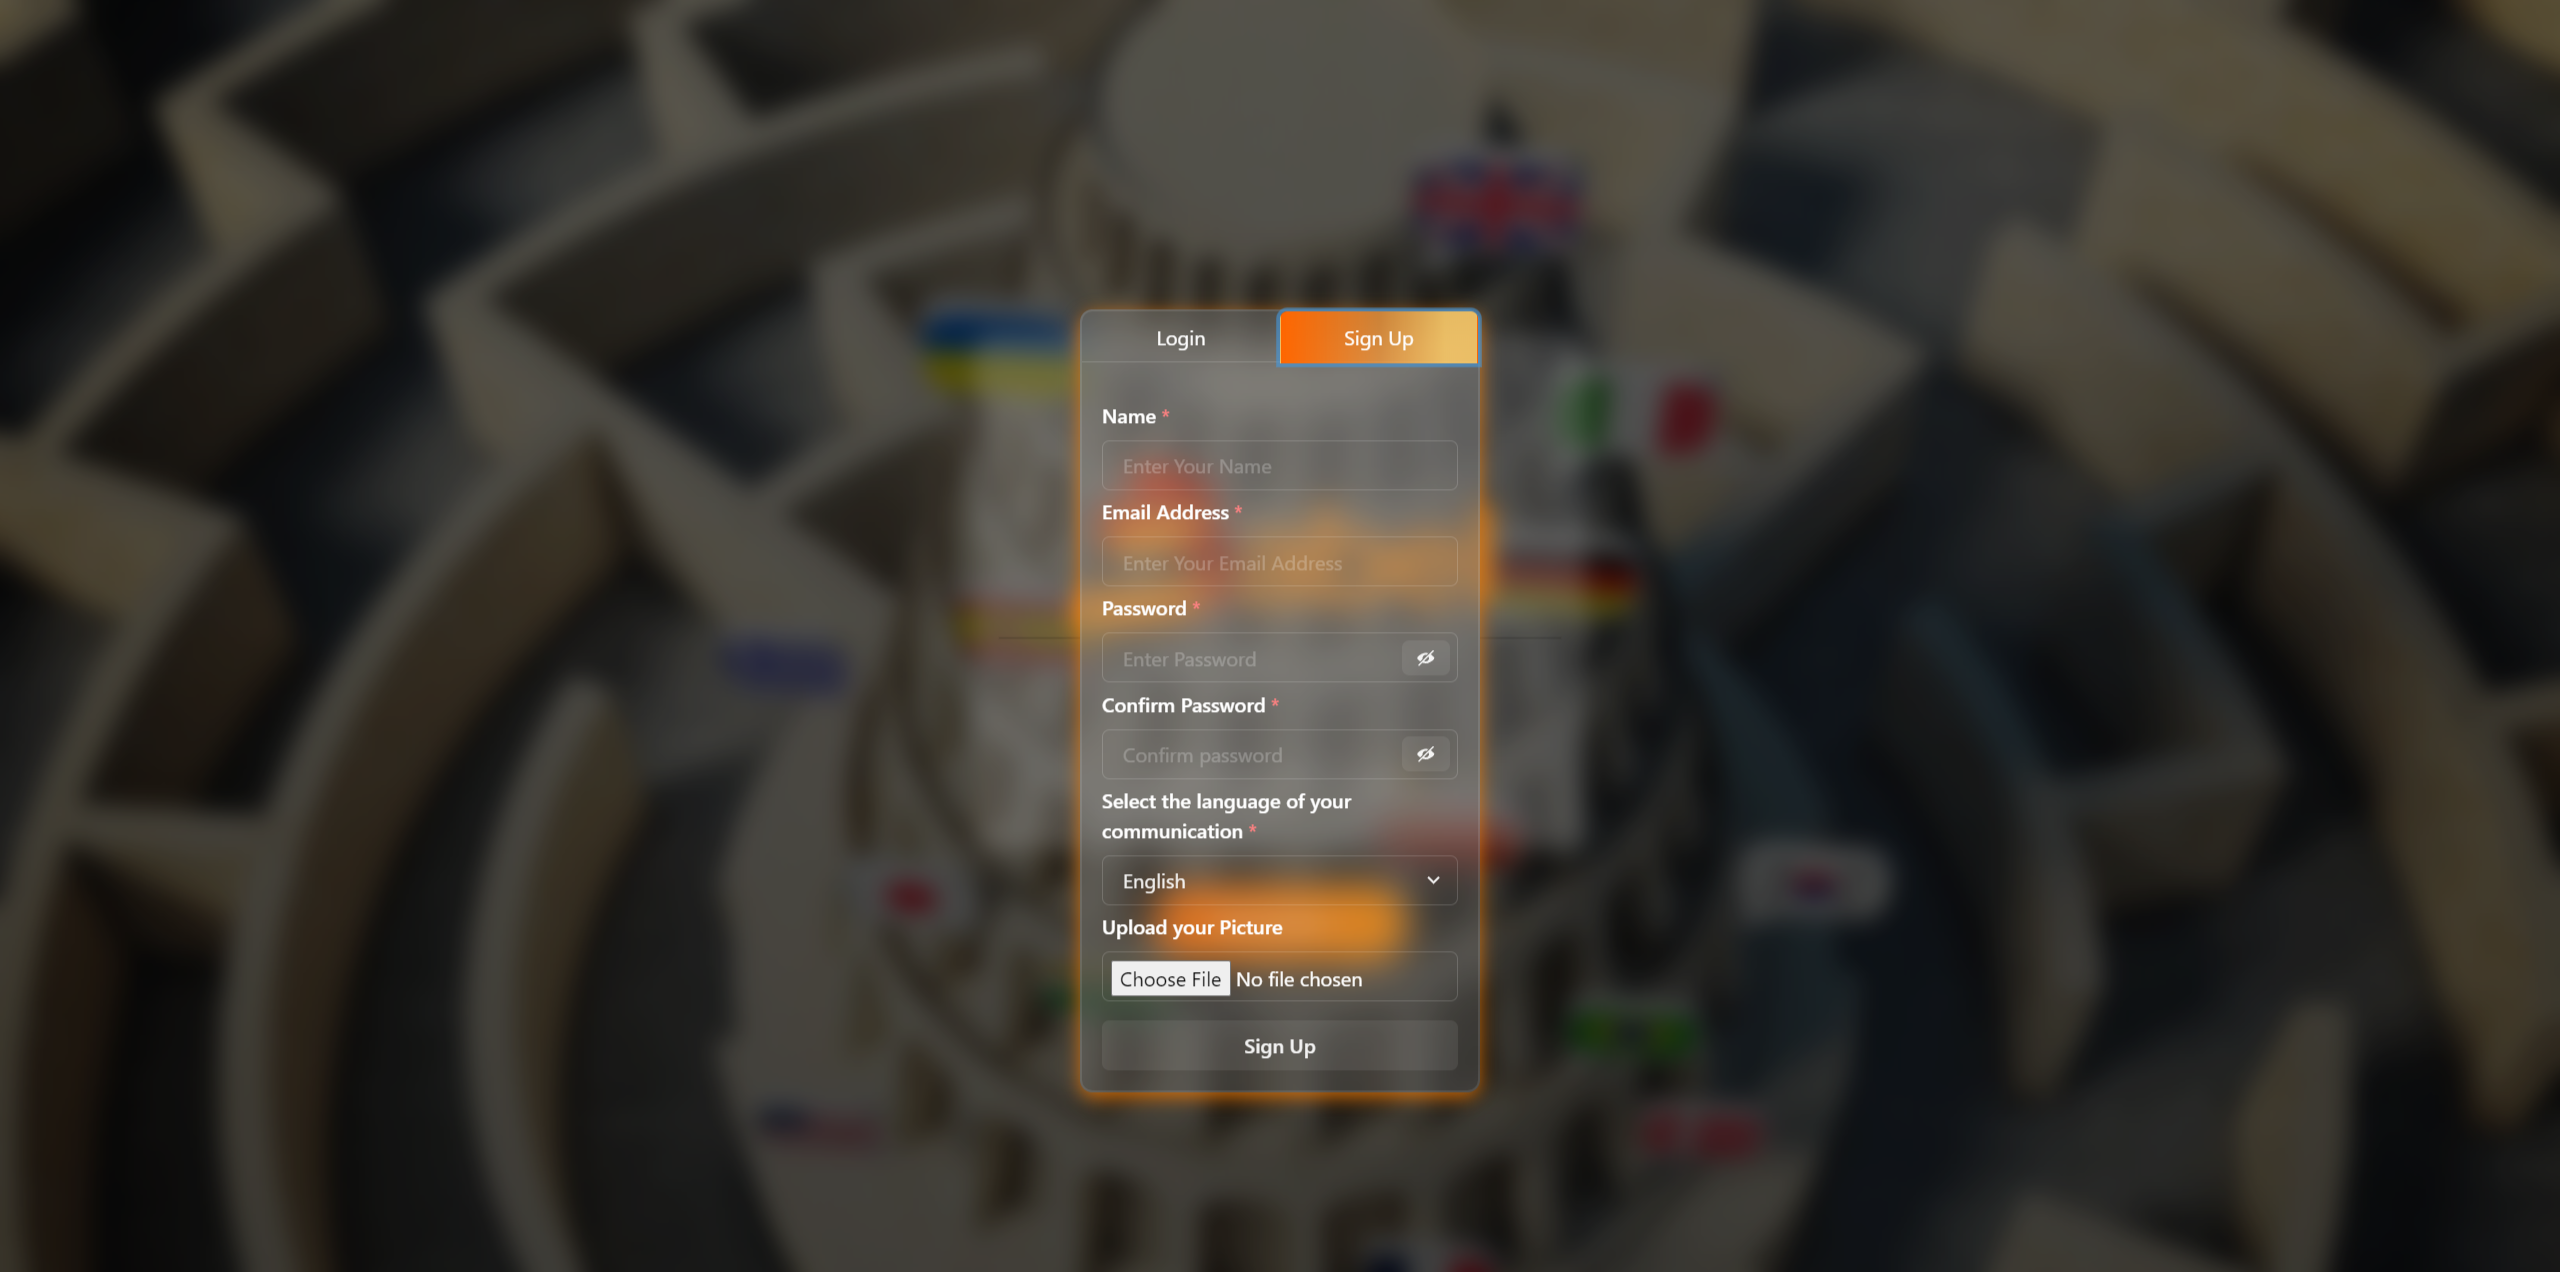 Login
Sign Up
Name *
Enter Your Name
Email Address *
Enter Your Email Address
Password *
Enter Password
Confirm Password *
Confirm password
Select the language of your
communication *
English
Upload your Picture
Choose File No file chosen
Sign Up